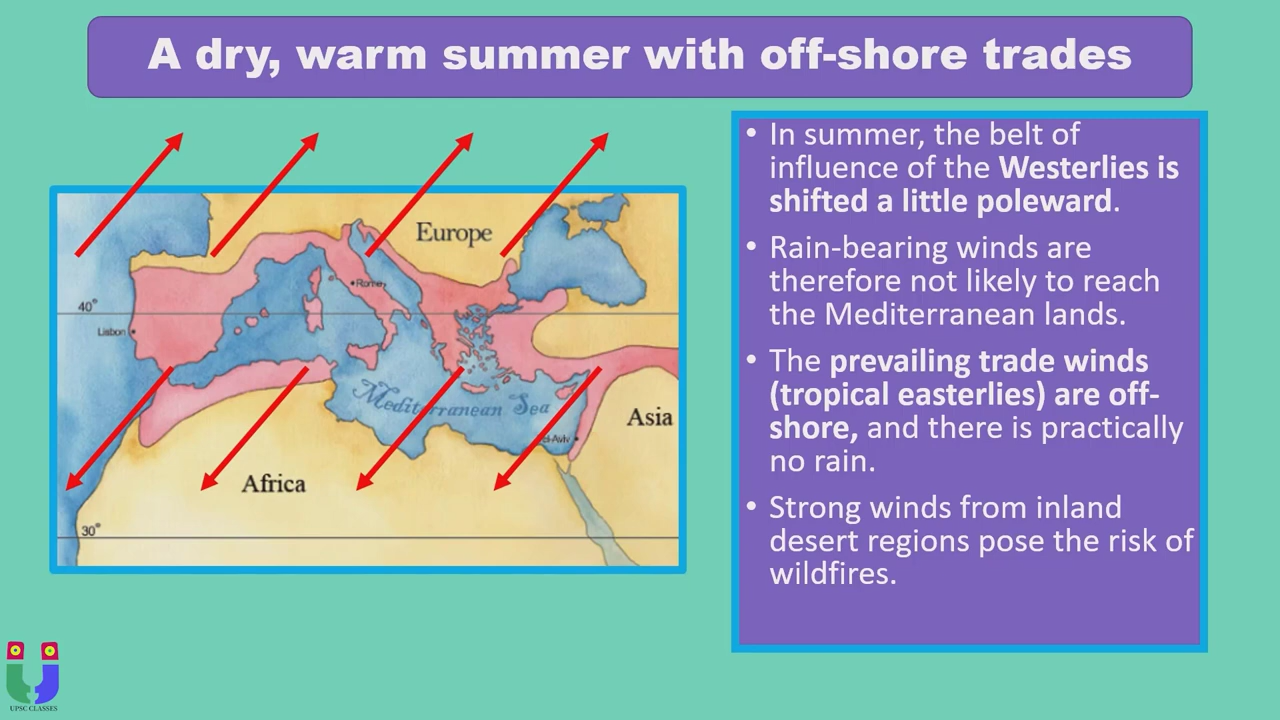 A dry, warm summer with off-shore trades
Europe
Rome
40°
Lisbon
Mediterranean Sea
Asia
Africa
30°
• In summer, the belt of
influence of the Westerlies is
shifted a little poleward.
• Rain-bearing winds are
therefore not likely to reach
the Mediterranean lands.
• The prevailing trade winds
(tropical easterlies) are off-
shore, and there is practically
no rain.
• Strong winds from inland
desert regions pose the risk of
wildfires.
UPSC CLASSES